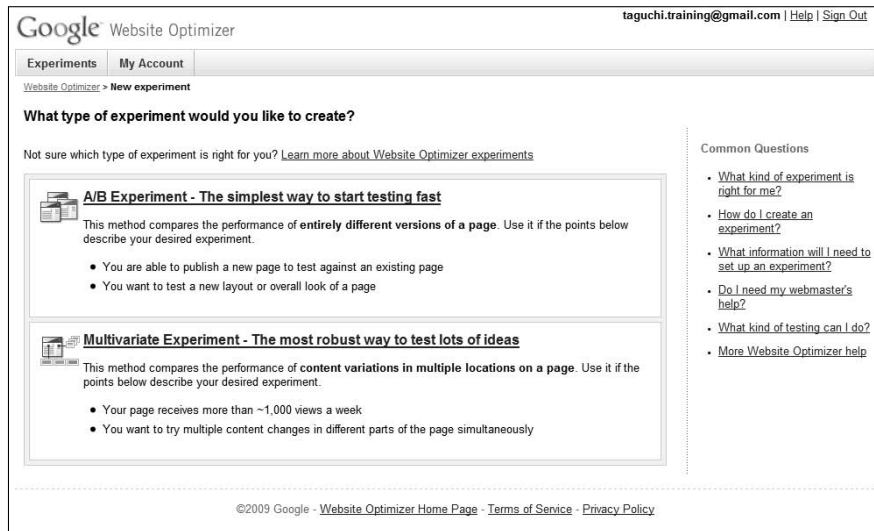 taguchi.training@gmail.com | Help | Sign Out
Google Website Optimizer
Experiments My Account
Website Optimizer > New experiment
What type of experiment would you like to create?
Not sure which type of experiment is right for you? Learn more about Website Optimizer experiments
A/B Experiment - The simplest way to start testing fast
This method compares the performance of entirely different versions of a page. Use it if the points below
describe your desired experiment.
• You are able to publish a new page to test against an existing page
• You want to test a new layout or overall look of a page
Multivariate Experiment - The most robust way to test lots of ideas
This method compares the performance of content variations in multiple locations on a page. Use it if the
points below describe your desired experiment.
• Your page receives more than ~1,000 views a week
• You want to try multiple content changes in different parts of the page simultaneously
Common Questions
• What kind of experiment is
right for me?
• How do I create an
experiment?
• What information will I need to
set up an experiment?
• Do I need my webmaster's
help?
• What kind of testing can I do?
• More Website Optimizer help
©2009 Google - Website Optimizer Home Page - Terms of Service - Privacy Policy